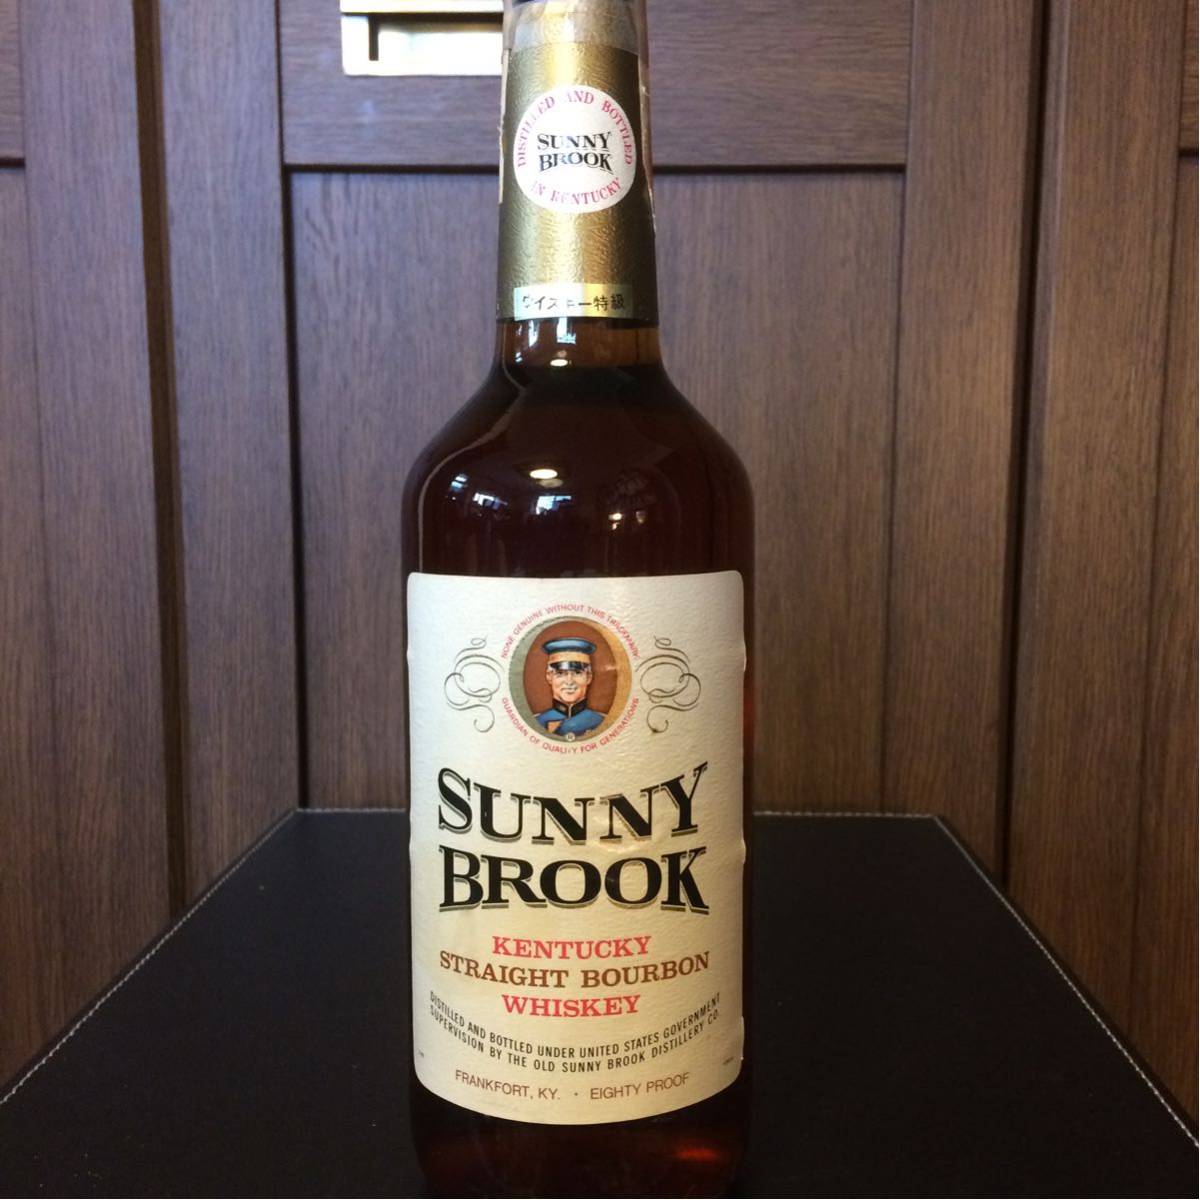 DISTILLED AND BOTTLED
SUNNY
BROOK
IN KENTUCKY
ウイスキー特級
NONE GENUINE WITHOUT THIS TRADEMARK
GUARDIAN OF QUALITY FOR GENERATIONS
®
SUNNY
BROOK
KENTUCKY
STRAIGHT BOURBON
WHISKEY
DISTILLED AND BOTTLED UNDER UNITED STATES GOVERNMENT
SUPERVISION BY THE OLD SUNNY BROOK DISTILLERY CO.
FRANKFORT, KY. • EIGHTY PROOF